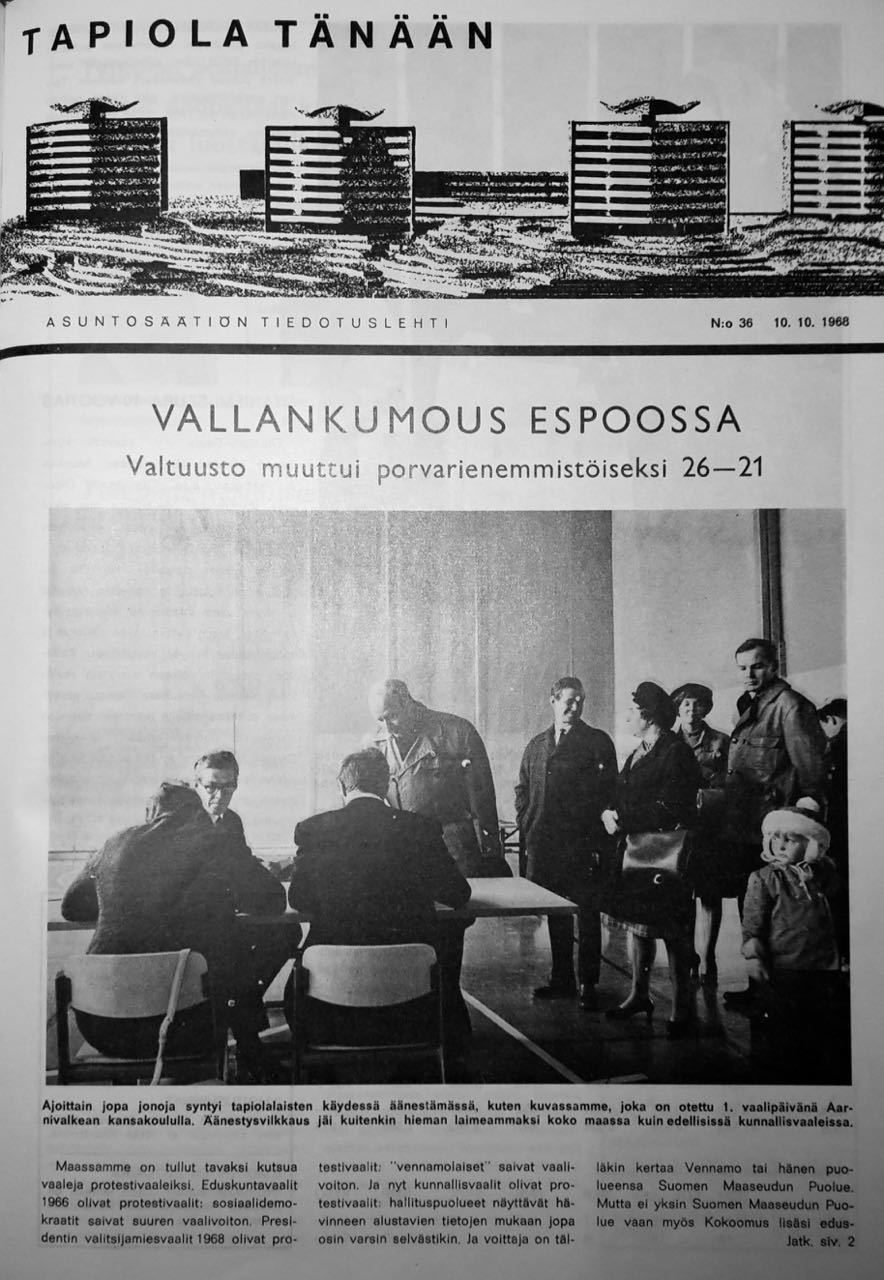 TAPIOLA TÄNÄÄN
ASUNTOSÄÄTIÖN TIEDOTUSLEHTI
N:o 36 10. 10. 1968
VALLANKUMOUS ESPOOSSA
Valtuusto muuttui porvarienemmistöiseksi 26—21
Ajoittain jopa jonoja syntyi tapiolalaisten käydessä äänestämässä, kuten kuvassamme, joka on otettu 1. vaalipäivänä Aar-
nivalkean kansakoululla. Äänestysvilkkaus jäi kuitenkin hieman laimeammaksi koko maassa kuin edellisissä kunnallisvaaleissa.
Maassamme on tullut tavaksi kutsua
vaaleja protestivaaleiksi. Eduskuntavaalit
1966 olivat protestivaalit: sosiaalidemo-
kraatit saivat suuren vaalivoiton. Presi-
dentin valitsijamiesvaalit 1968 olivat pro-
testivaalit: "vennamolaiset" saivat vaali-
voiton. Ja nyt kunnallisvaalit olivat pro-
testivaalit: hallituspuolueet näyttävät hä-
vinneen alustavien tietojen mukaan jopa
osin varsin selvästikin. Ja voittaja on täl-
läkin kertaa Vennamo tai hänen puo-
lueensa Suomen Maaseudun Puolue.
Mutta ei yksin Suomen Maaseudun Puo-
lue vaan myös Kokoomus lisäsi edus-
Jatk. siv. 2